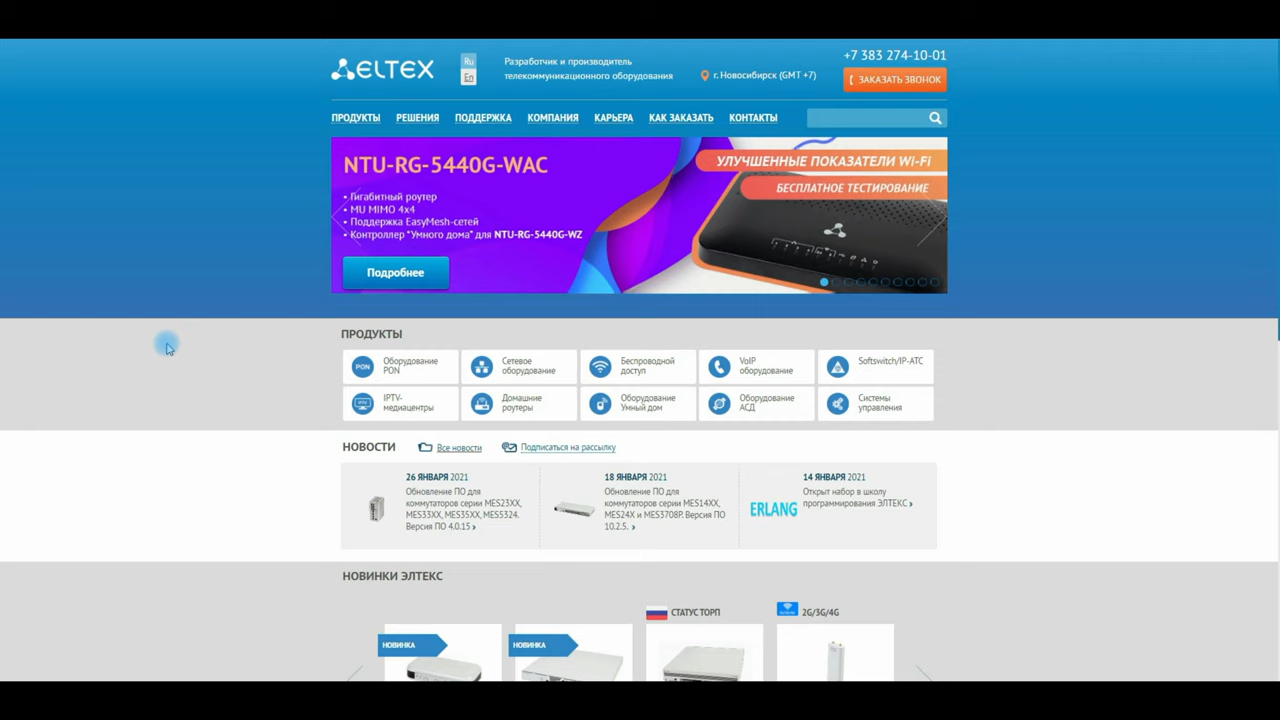 ELTEX
Ru
En
Разработчик и производитель
телекоммуникационного оборудования
г. Новосибирск (GMT +7)
+7 383 274-10-01
ЗАКАЗАТЬ ЗВОНОК
ПРОДУКТЫ РЕШЕНИЯ ПОДДЕРЖКА КОМПАНИЯ КАРЬЕРА КАК ЗАКАЗАТЬ КОНТАКТЫ
NTU-RG-5440G-WAC
• Гигабитный роутер
• MU MIMO 4x4
• Поддержка EasyMesh-сетей
• Контроллер "Умного дома" для NTU-RG-5440G-WZ
Подробнее
УЛУЧШЕННЫЕ ПОКАЗАТЕЛИ Wi-Fi
БЕСПЛАТНОЕ ТЕСТИРОВАНИЕ
ПРОДУКТЫ
PON
Оборудование
PON
Сетевое
оборудование
Беспроводной
доступ
VoIP
оборудование
Softswitch/IP-АТС
IPTV-
медиацентры
Домашние
роутеры
Оборудование
Умный дом
Оборудование
АСД
Системы
управления
НОВОСТИ
Все новости
Подписаться на рассылку
26 ЯНВАРЯ 2021
Обновление ПО для
коммутаторов серии MES23XX,
MES33XX, MES35XX, MES5324.
Версия ПО 4.0.15 ›
18 ЯНВАРЯ 2021
Обновление ПО для
коммутаторов серии MES14XX,
MES24X и MES3708P. Версия ПО
10.2.5. ›
ERLANG
14 ЯНВАРЯ 2021
Открыт набор в школу
программирования ЭЛТЕКС ›
НОВИНКИ ЭЛТЕКС
НОВИНКА
НОВИНКА
СТАТУС ТОРП
2G/3G/4G